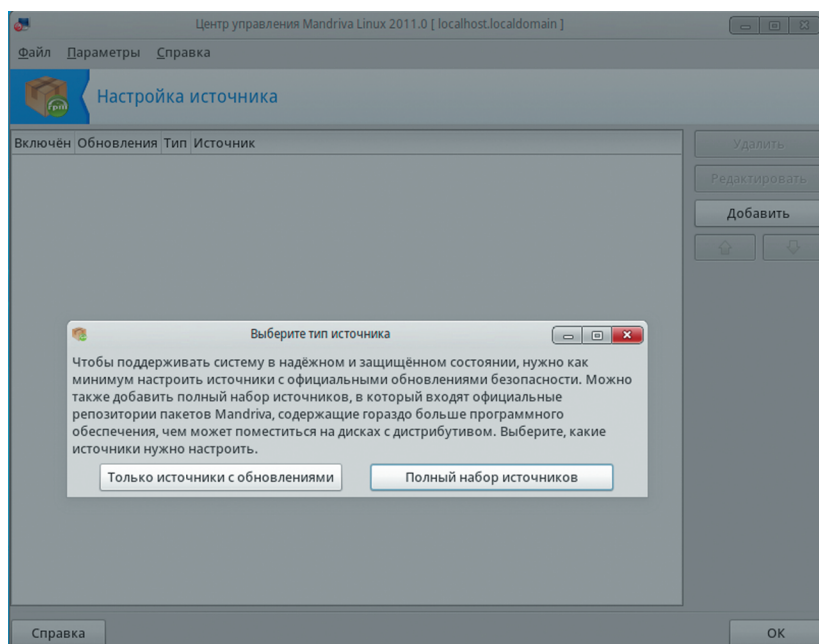 Центр управления Mandriva Linux 2011.0 [ localhost.localdomain ]
Файл Параметры Справка
rpm
Настройка источника
Включён Обновления Тип Источник
Удалить
Редактировать
Добавить
Выберите тип источника
Чтобы поддерживать систему в надёжном и защищённом состоянии, нужно как
минимум настроить источники с официальными обновлениями безопасности. Можно
также добавить полный набор источников, в который входят официальные
репозитории пакетов Mandriva, содержащие гораздо больше программного
обеспечения, чем может поместиться на дисках с дистрибутивом. Выберите, какие
источники нужно настроить.
Только источники с обновлениями Полный набор источников
Справка ОК